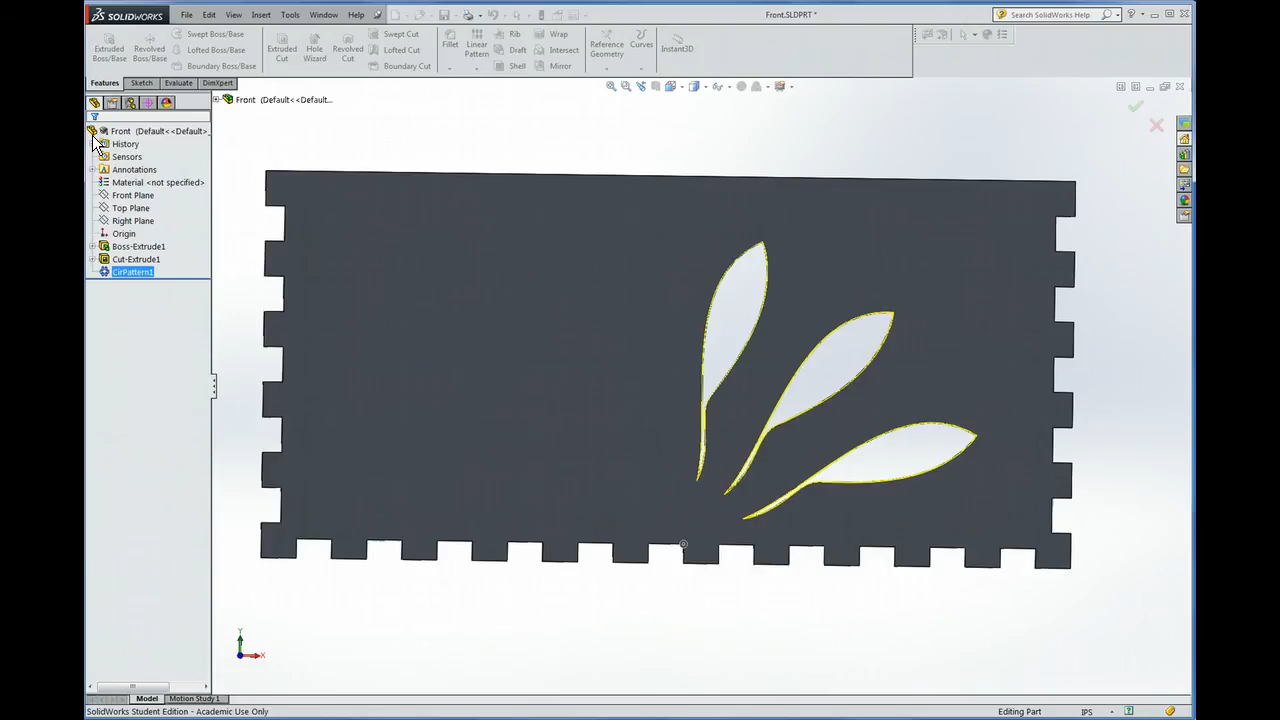 SOLIDWORKS File Edit View Insert Tools Window Help Front.SLDPRT * Search SolidWorks Help
Extruded Boss/Base
Revolved Boss/Base
Swept Boss/Base
Lofted Boss/Base
Boundary Boss/Base
Extruded Cut
Hole Wizard
Revolved Cut
Swept Cut
Lofted Cut
Boundary Cut
Fillet
Linear Pattern
Rib
Draft
Shell
Wrap
Intersect
Mirror
Reference Geometry
Curves
Instant3D
Features Sketch Evaluate DimXpert
Front (Default<<Default...
Front (Default<<Default>_
History
Sensors
Annotations
Material <not specified>
Front Plane
Top Plane
Right Plane
Origin
Boss-Extrude1
Cut-Extrude1
CirPattern1
Y
X
Model Motion Study 1
SolidWorks Student Edition - Academic Use Only Editing Part IPS